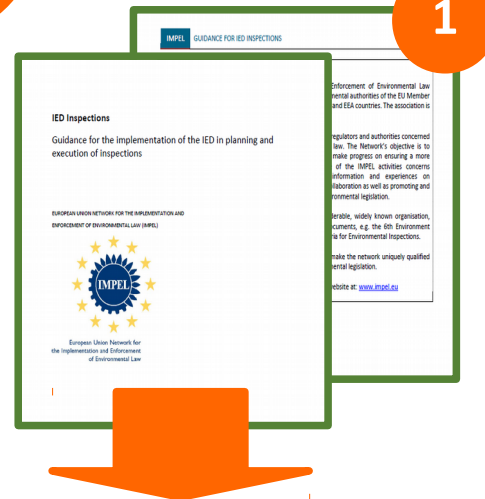 1
IMPEL GUIDANCE FOR IED INSPECTIONS
Enforcement of Environmental Law
mental authorities of the EU Member
and EEA countries. The association is
regulators and authorities concerned
law. The Network's objective is to
make progress on ensuring a more
of the IMPEL activities concerns
information and experiences on
ollaboration as well as promoting and
ironmental legislation.
derable, widely known organisation,
ocuments, e.g. the 6th Environment
ria for Environmental Inspections.
make the network uniquely qualified
mental legislation.
ebsite at: www.impel.eu
IED Inspections
Guidance for the implementation of the IED in planning and
execution of inspections
EUROPEAN UNION NETWORK FOR THE IMPLEMENTATION AND
ENFORCEMENT OF ENVIRONMENTAL LAW (IMPEL)
IMPEL
European Union Network for
the Implementation and Enforcement
of Environmental Law